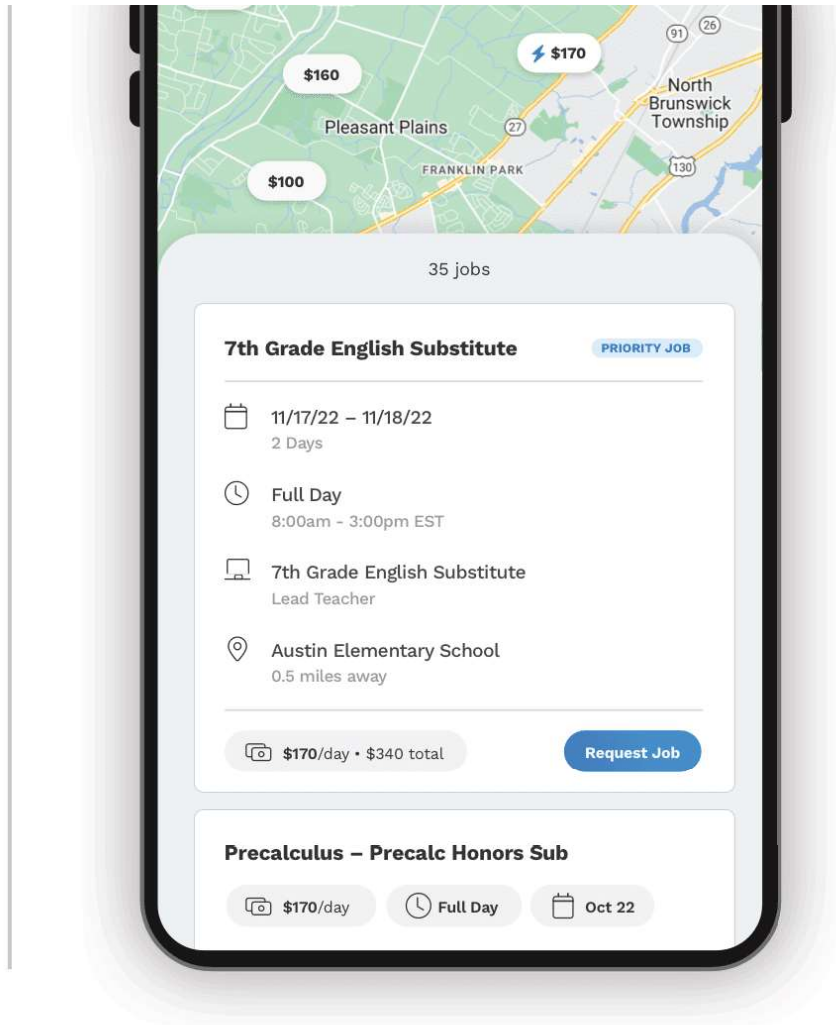 $160
$170
91
26
North
Brunswick
Township
Pleasant Plains
27
FRANKLIN PARK
130
$100
35 jobs
7th Grade English Substitute
PRIORITY JOB
11/17/22 – 11/18/22
2 Days
Full Day
8:00am - 3:00pm EST
7th Grade English Substitute
Lead Teacher
Austin Elementary School
0.5 miles away
$170/day • $340 total
Request Job
Precalculus – Precalc Honors Sub
$170/day
Full Day
Oct 22